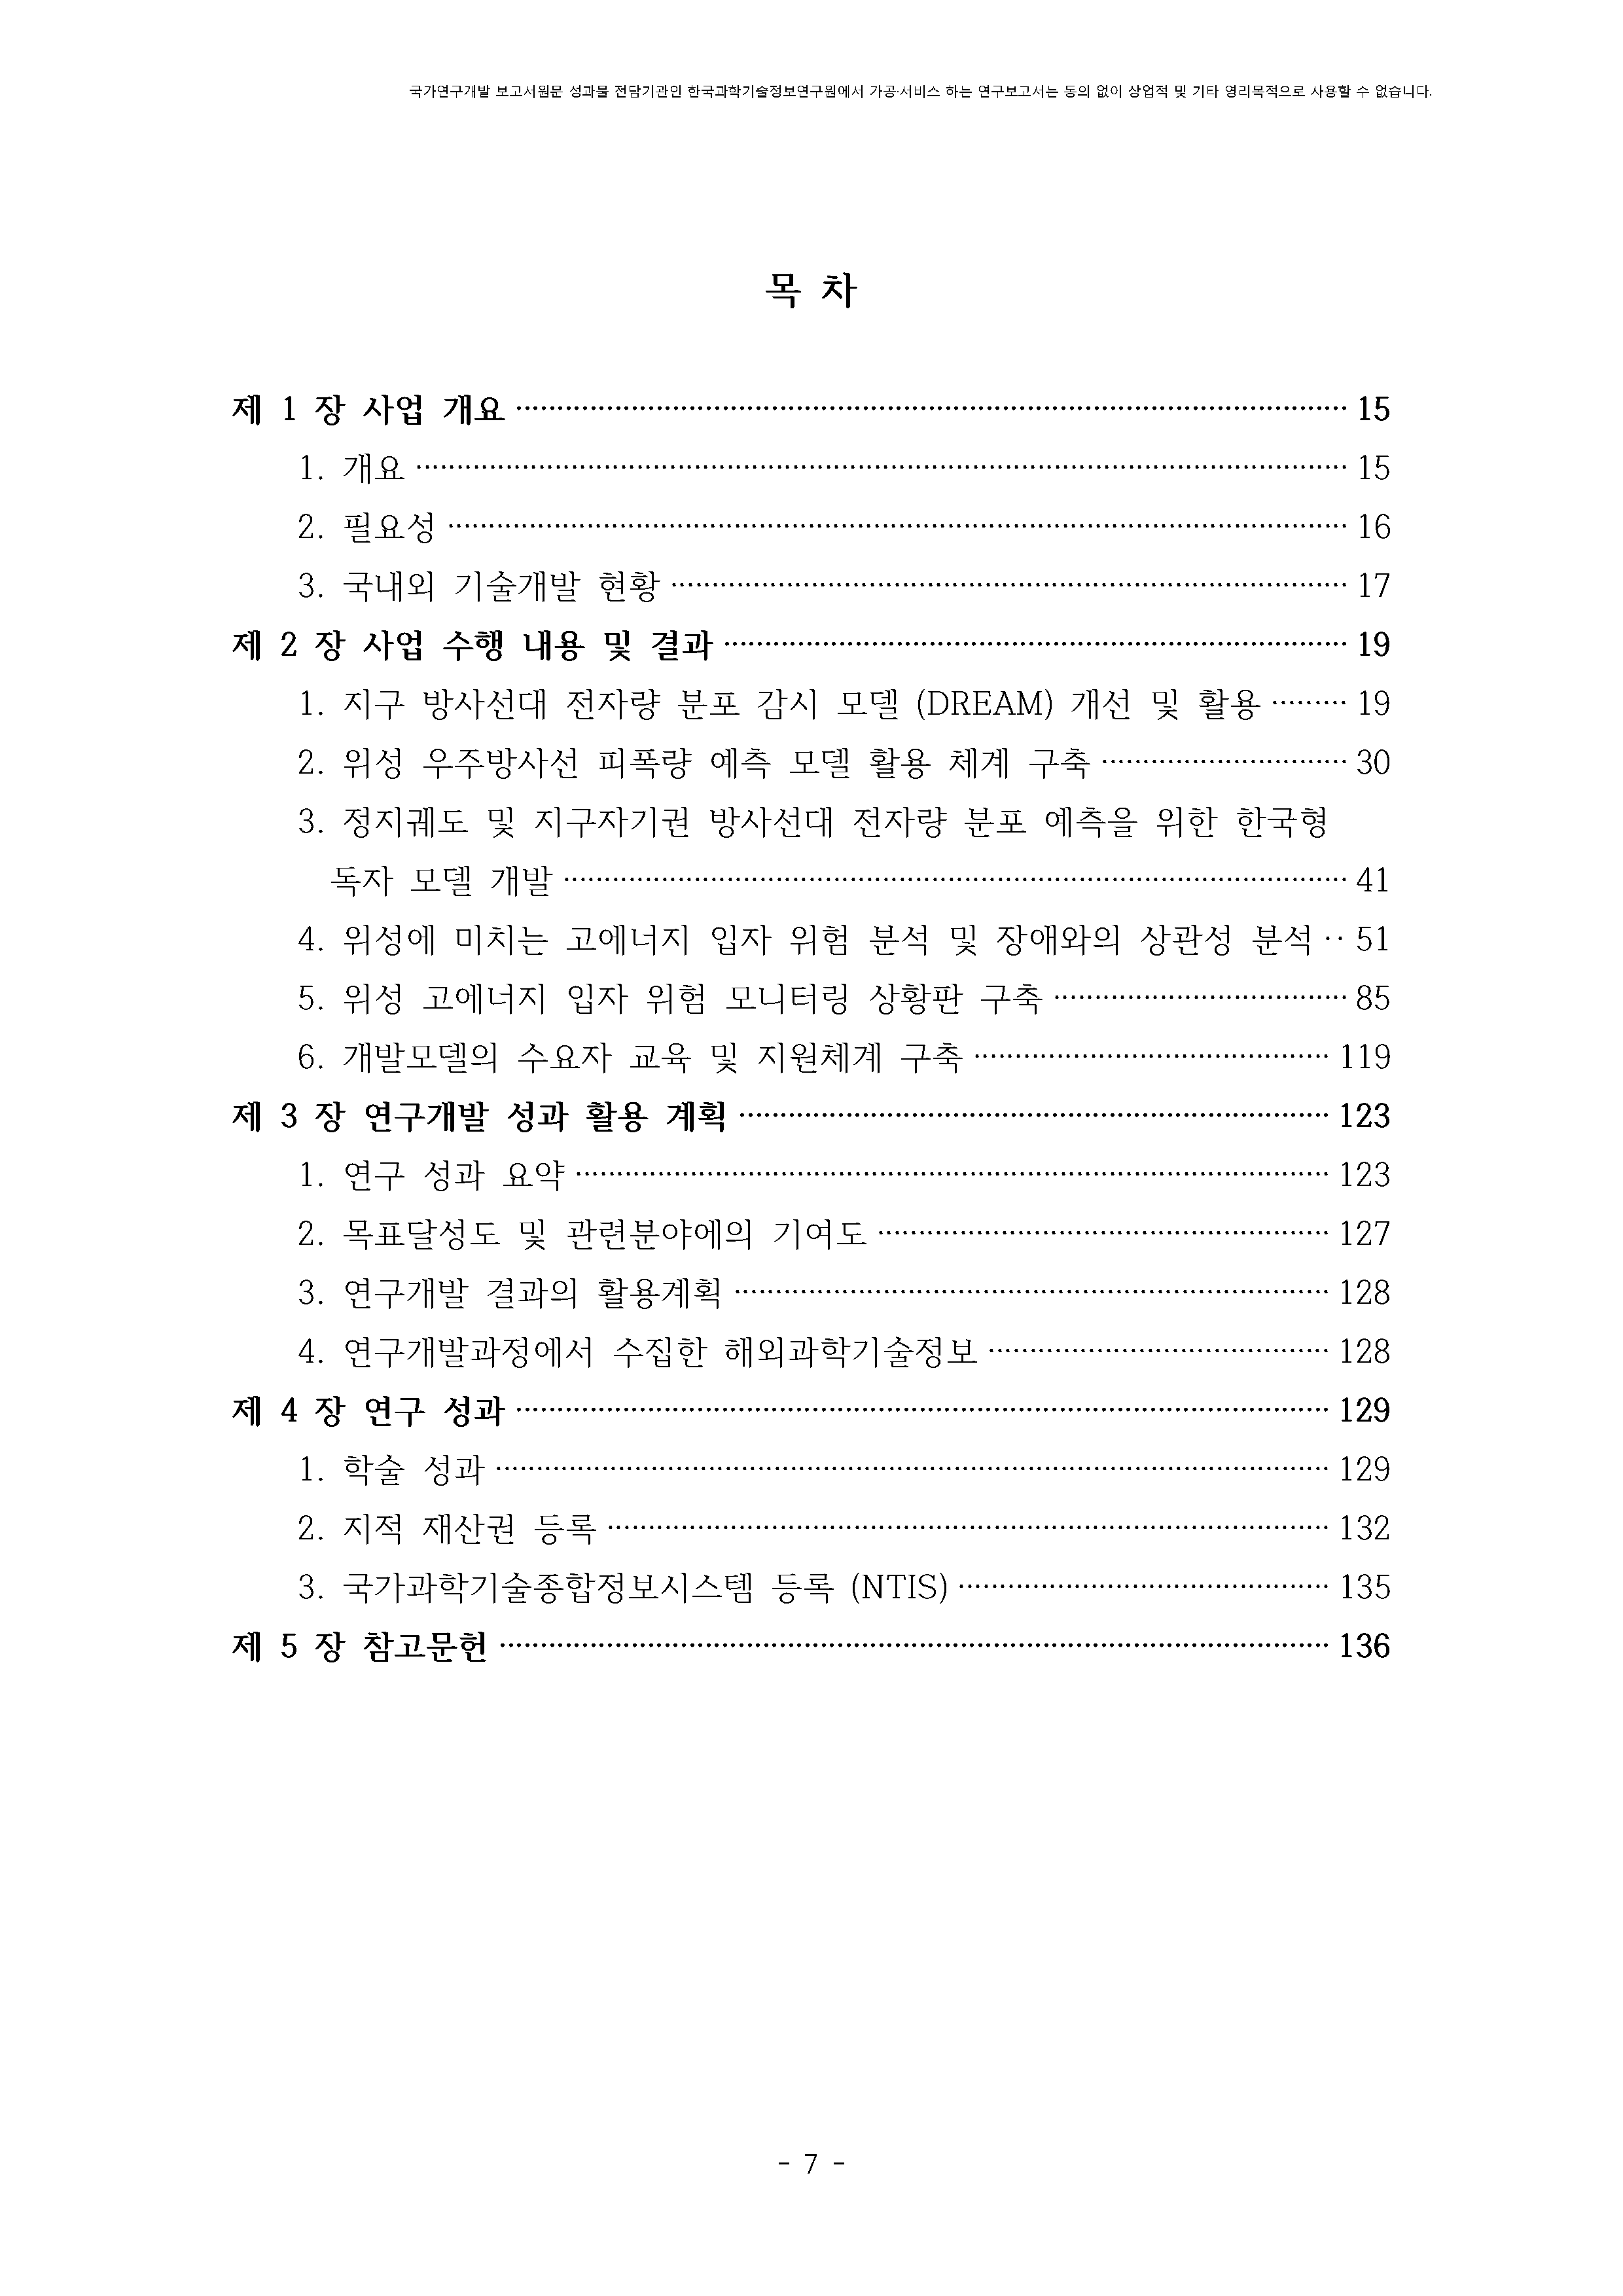 국가연구개발 보고서원문 성과물 전담기관인 한국과학기술정보연구원에서 가공·서비스 하는 연구보고서는 동의 없이 상업적 및 기타 영리목적으로 사용할 수 없습니다.
목 차
제 1 장 사업 개요 ········ 15
1. 개요 ········ 15
2. 필요성 ········ 16
3. 국내외 기술개발 현황 ········ 17
제 2 장 사업 수행 내용 및 결과 ········ 19
1. 지구 방사선대 전자량 분포 감시 모델 (DREAM) 개선 및 활용 ········ 19
2. 위성 우주방사선 피폭량 예측 모델 활용 체계 구축 ········ 30
3. 정지궤도 및 지구자기권 방사선대 전자량 분포 예측을 위한 한국형
독자 모델 개발 ········ 41
4. 위성에 미치는 고에너지 입자 위험 분석 및 장애와의 상관성 분석 ·· 51
5. 위성 고에너지 입자 위험 모니터링 상황판 구축 ········ 85
6. 개발모델의 수요자 교육 및 지원체계 구축 ········ 119
제 3 장 연구개발 성과 활용 계획 ········ 123
1. 연구 성과 요약 ········ 123
2. 목표달성도 및 관련분야에의 기여도 ········ 127
3. 연구개발 결과의 활용계획 ········ 128
4. 연구개발과정에서 수집한 해외과학기술정보 ········ 128
제 4 장 연구 성과 ········ 129
1. 학술 성과 ········ 129
2. 지적 재산권 등록 ········ 132
3. 국가과학기술종합정보시스템 등록 (NTIS) ········ 135
제 5 장 참고문헌 ········ 136
- 7 -